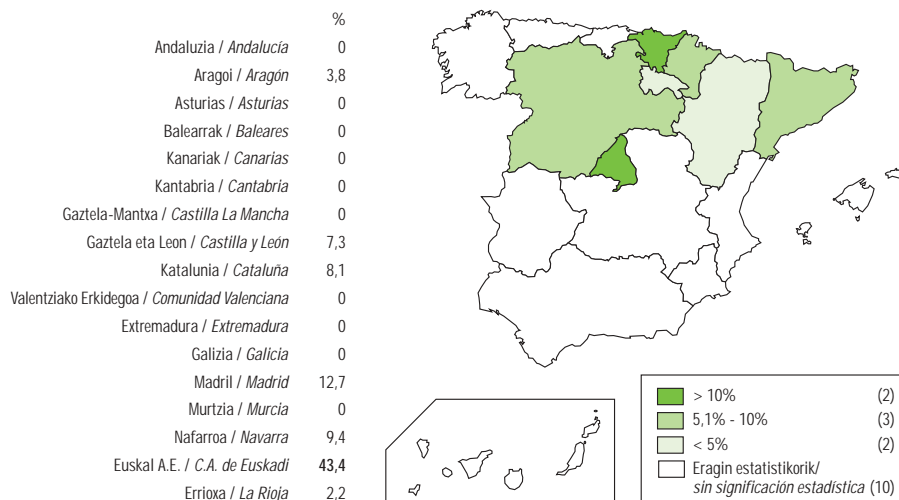 %
Andaluzia / Andalucía 0
Aragoi / Aragón 3,8
Asturias / Asturias 0
Balearrak / Baleares 0
Kanariak / Canarias 0
Kantabria / Cantabria 0
Gaztela-Mantxa / Castilla La Mancha 0
Gaztela eta Leon / Castilla y León 7,3
Katalunia / Cataluña 8,1
Valentziako Erkidegoa / Comunidad Valenciana 0
Extremadura / Extremadura 0
Galizia / Galicia 0
Madril / Madrid 12,7
Murtzia / Murcia 0
Nafarroa / Navarra 9,4
Euskal A.E. / C.A. de Euskadi 43,4
Errioxa / La Rioja 2,2
> 10% (2)
5,1% - 10% (3)
< 5% (2)
Eragin estatistikorik/
sin significación estadística (10)